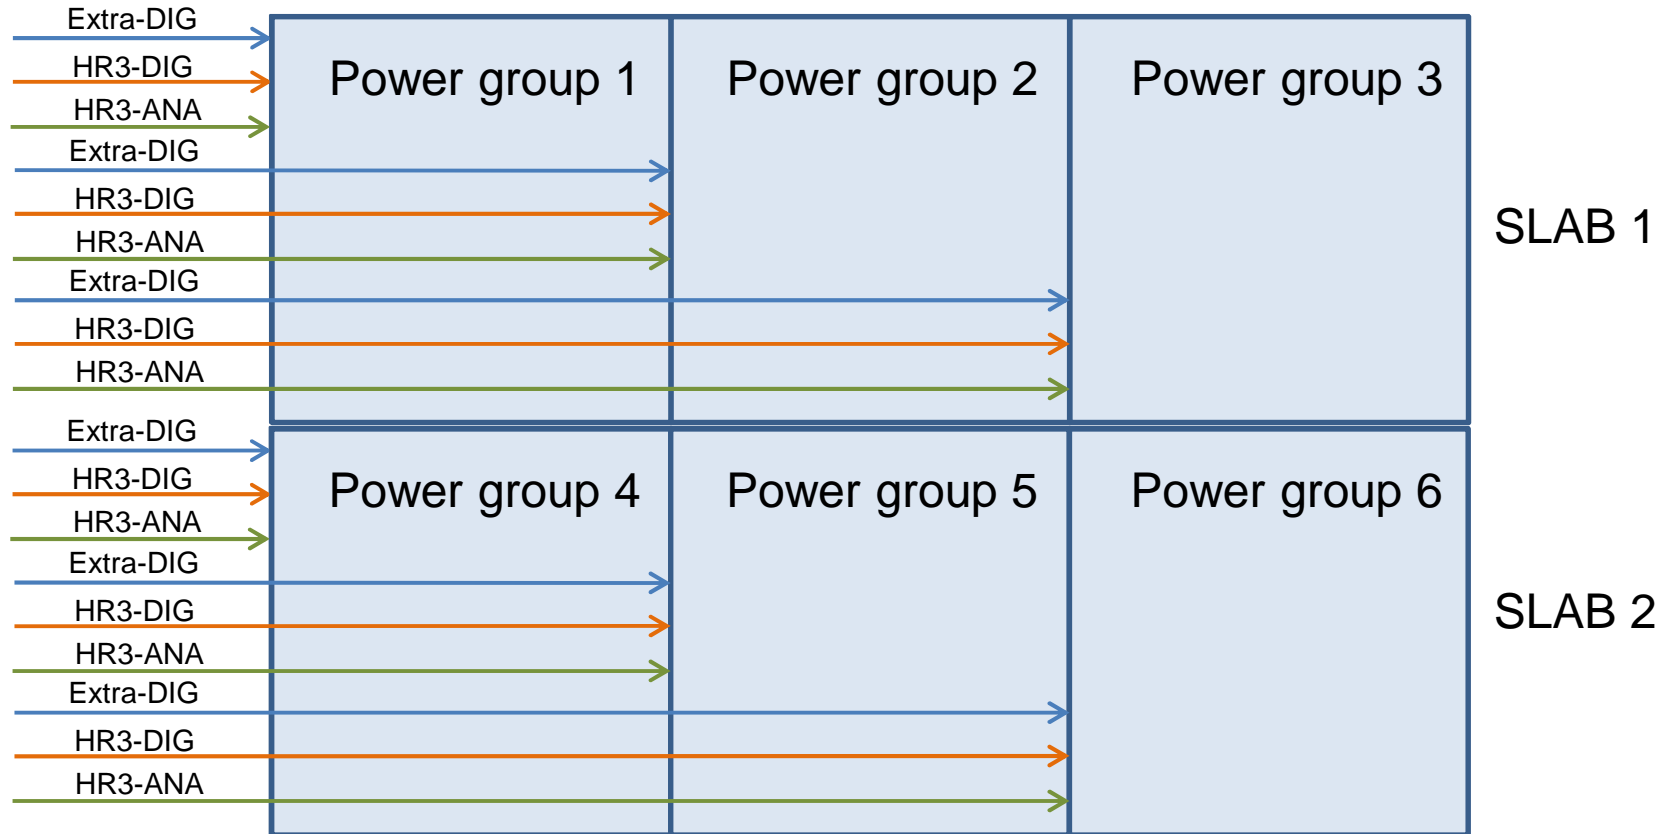 Extra-DIG
HR3-DIG
HR3-ANA
Extra-DIG
HR3-DIG
HR3-ANA
Extra-DIG
HR3-DIG
HR3-ANA
Power group 1
Power group 2
Power group 3
SLAB 1
Extra-DIG
HR3-DIG
HR3-ANA
Extra-DIG
HR3-DIG
HR3-ANA
Extra-DIG
HR3-DIG
HR3-ANA
Power group 4
Power group 5
Power group 6
SLAB 2